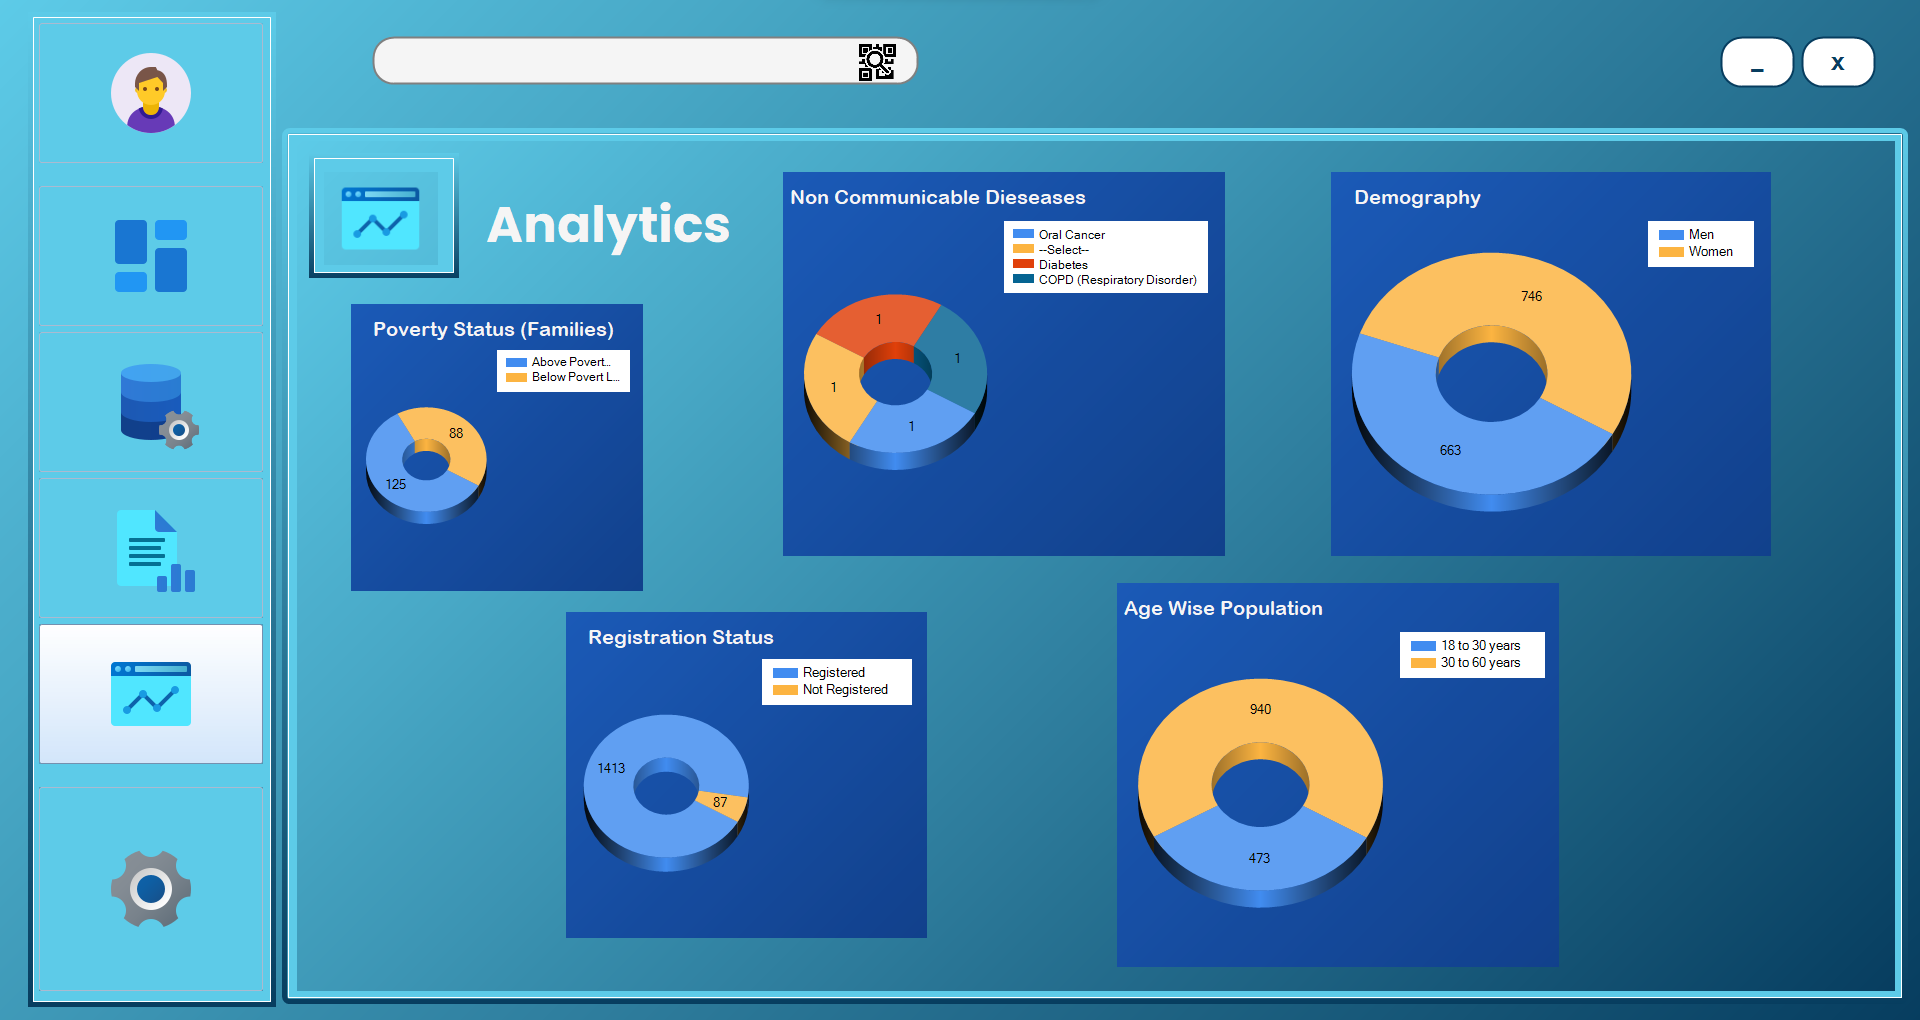 _
x
Analytics
Non Communicable Dieseases
Oral Cancer
--Select--
Diabetes
COPD (Respiratory Disorder)
1
1
1
1
Demography
Men
Women
746
663
Poverty Status (Families)
Above Povert...
Below Povert L...
88
125
Registration Status
Registered
Not Registered
1413
87
Age Wise Population
18 to 30 years
30 to 60 years
940
473